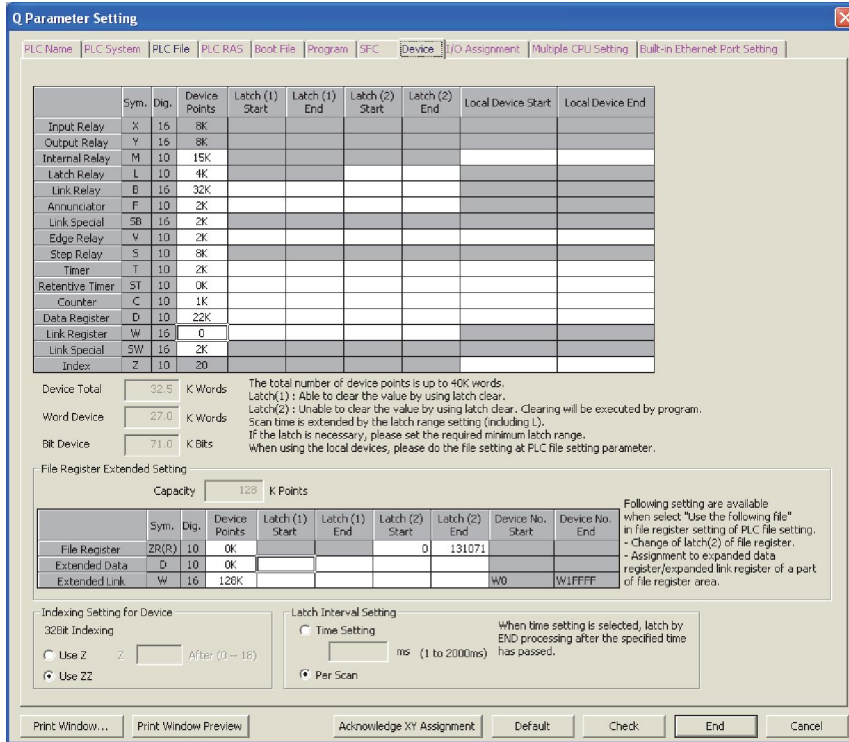 Q Parameter Setting
PLC Name PLC System PLC File PLC RAS Boot File Program SFC Device I/O Assignment Multiple CPU Setting Built-in Ethernet Port Setting
Sym. Dig. Device Points Latch (1) Start Latch (1) End Latch (2) Start Latch (2) End Local Device Start Local Device End
Input Relay X 16 8K
Output Relay Y 16 8K
Internal Relay M 10 15K
Latch Relay L 10 4K
Link Relay B 16 32K
Annunciator F 10 2K
Link Special SB 16 2K
Edge Relay V 10 2K
Step Relay S 10 8K
Timer T 10 2K
Retentive Timer ST 10 0K
Counter C 10 1K
Data Register D 10 22K
Link Register W 16 0
Link Special SW 16 2K
Index Z 10 20
Device Total 32.5 K Words
Word Device 27.0 K Words
Bit Device 71.0 K Bits
The total number of device points is up to 40K words.
Latch(1) : Able to clear the value by using latch clear.
Latch(2) : Unable to clear the value by using latch clear. Clearing will be executed by program.
Scan time is extended by the latch range setting (including L).
If the latch is necessary, please set the required minimum latch range.
When using the local devices, please do the file setting at PLC file setting parameter.
File Register Extended Setting
Capacity 128 K Points
Sym. Dig. Device Points Latch (1) Start Latch (1) End Latch (2) Start Latch (2) End Device No. Start Device No. End
File Register ZR(R) 10 0K 0 131071
Extended Data D 10 0K
Extended Link W 16 128K W0 W1FFFF
Following setting are available
when select "Use the following file"
in file register setting of PLC file setting.
- Change of latch(2) of file register.
- Assignment to expanded data
register/expanded link register of a part
of file register area.
Indexing Setting for Device
32Bit Indexing
Use Z Z After (0 -- 18)
Use ZZ
Latch Interval Setting
Time Setting
ms (1 to 2000ms)
Per Scan
When time setting is selected, latch by
END processing after the specified time
has passed.
Print Window... Print Window Preview Acknowledge XY Assignment Default Check End Cancel